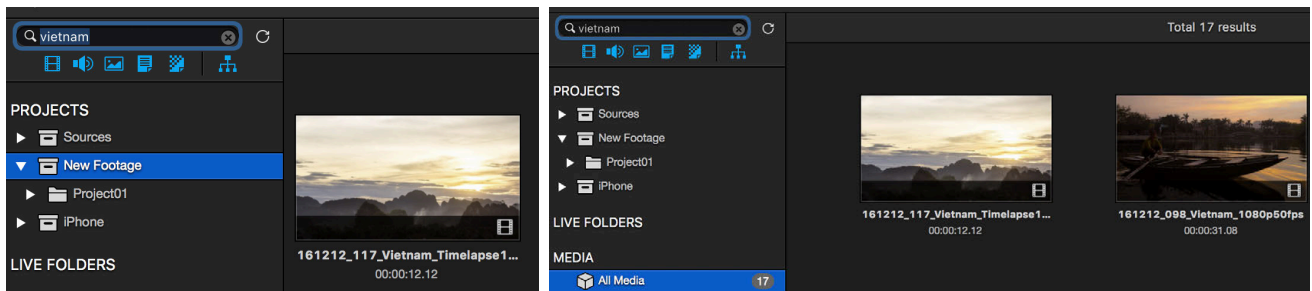 vietnam
PROJECTS
Sources
New Footage
Project01
iPhone
LIVE FOLDERS
161212_117_Vietnam_Timelapse1...
00:00:12.12
vietnam
Total 17 results
PROJECTS
Sources
New Footage
Project01
iPhone
LIVE FOLDERS
MEDIA
All Media 17
161212_117_Vietnam_Timelapse1...
00:00:12.12
161212_098_Vietnam_1080p50fps
00:00:31.08